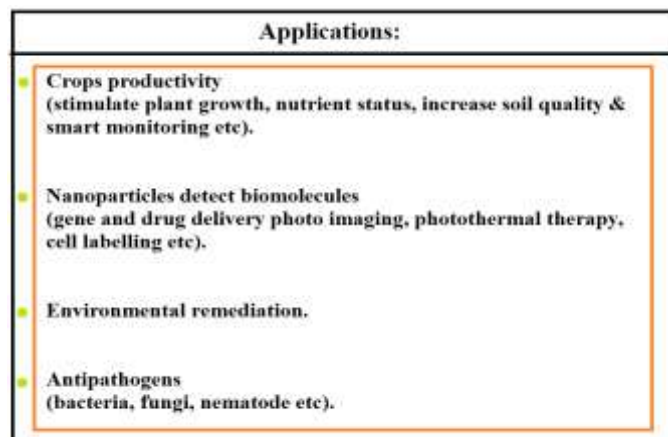 Applications:
Crops productivity
(stimulate plant growth, nutrient status, increase soil quality &
smart monitoring etc).
Nanoparticles detect biomolecules
(gene and drug delivery photo imaging, photothermal therapy,
cell labelling etc).
Environmental remediation.
Antipathogens
(bacteria, fungi, nematode etc).